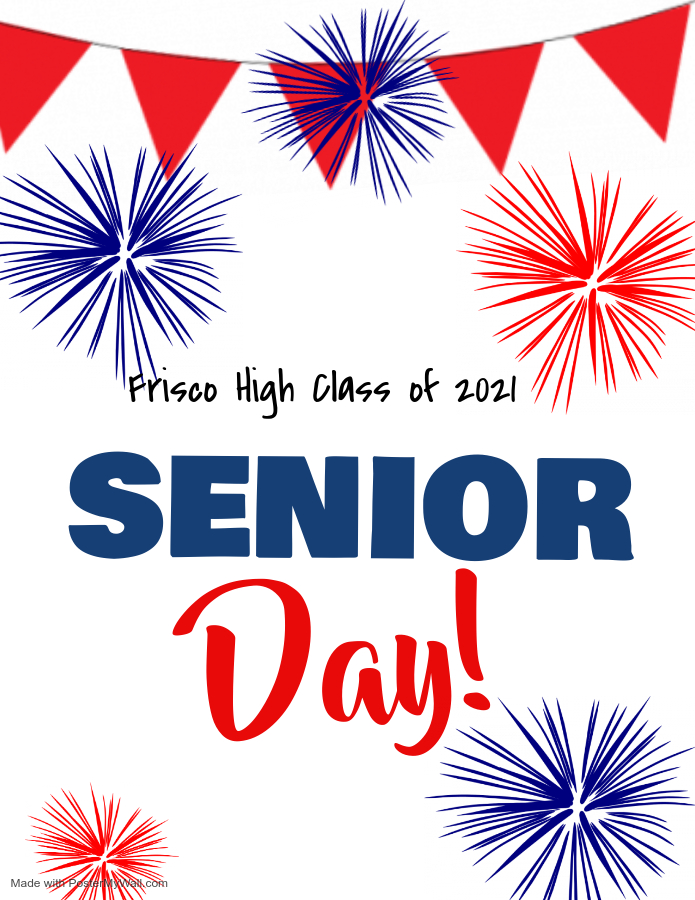 Frisco High Class of 2021
SENIOR
Day!
Made with PosterMyWall.com